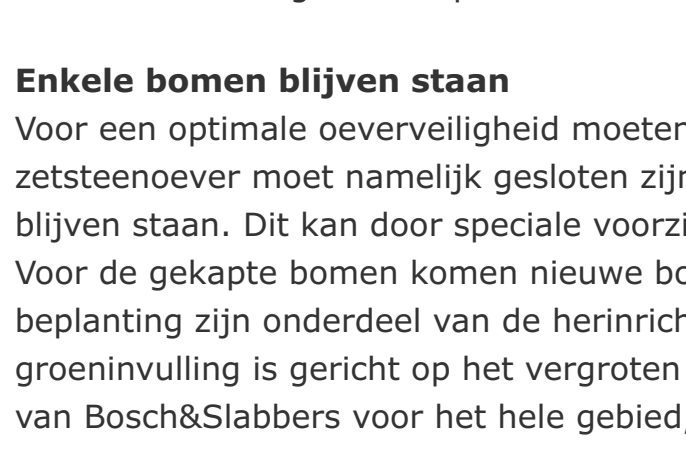 Enkele bomen blijven staan
Voor een optimale oeverveiligheid moeten
zetsteenoever moet namelijk gesloten
blijven staan. Dit kan door speciale
Voor de gekapte bomen komen nieuwe
beplanting zijn onderdeel van de
groeninvulling is gericht op het vergroten
van Bosch&Slabbers voor het hele gebied,